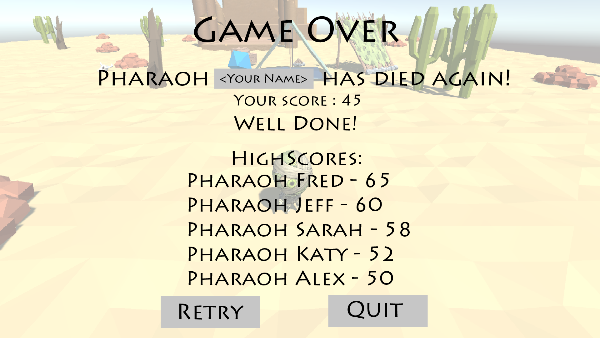 Game Over
Pharaoh <Your Name> has died again!
Your score : 45
Well Done!
HighScores:
Pharaoh Fred - 65
Pharaoh Jeff - 60
Pharaoh Sarah - 58
Pharaoh Katy - 52
Pharaoh Alex - 50
Retry Quit